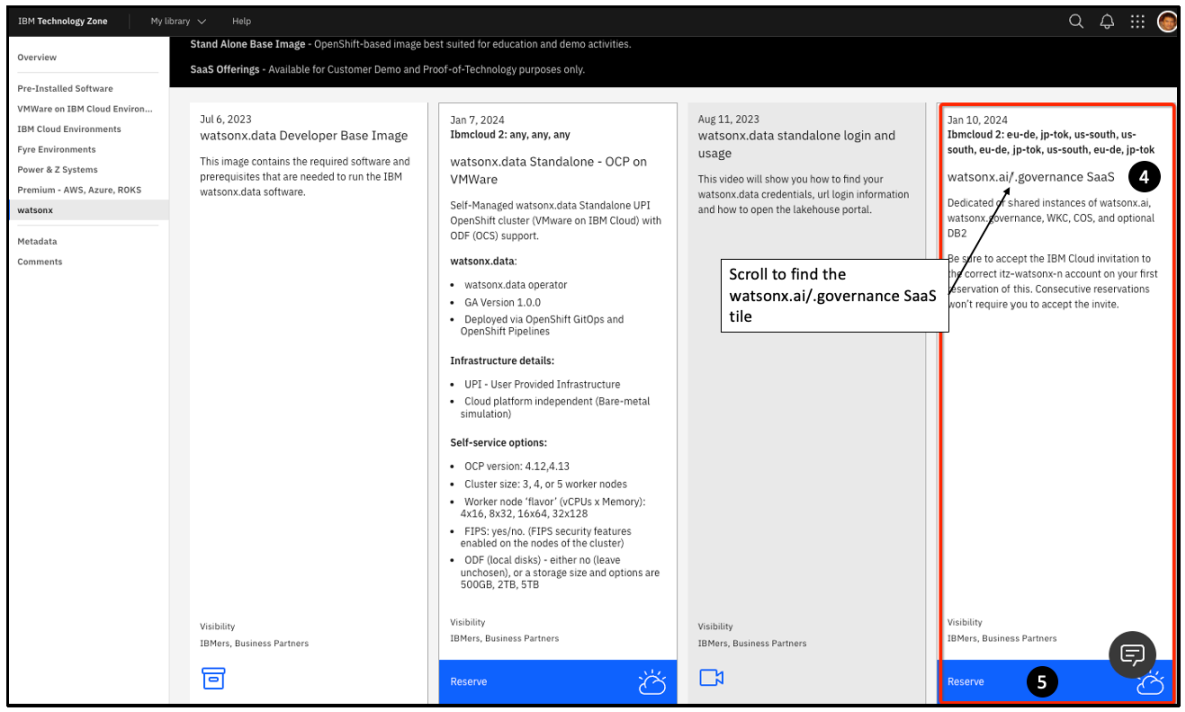 IBM Technology Zone
My library
Help
Overview
Pre-Installed Software
VMWare on IBM Cloud Environ...
IBM Cloud Environments
Fyre Environments
Power & Z Systems
Premium - AWS, Azure, ROKS
watsonx
Metadata
Comments
Stand Alone Base Image - OpenShift-based image best suited for education and demo activities.
SaaS Offerings - Available for Customer Demo and Proof-of-Technology purposes only.
Jul 6, 2023
watsonx.data Developer Base Image
This image contains the required software and
prerequisites that are needed to run the IBM
watsonx.data software.
Visibility
IBMers, Business Partners
Jan 7, 2024
Ibmcloud 2: any, any, any
watsonx.data Standalone - OCP on
VMWare
Self-Managed watsonx.data Standalone UPI
OpenShift cluster (VMware on IBM Cloud) with
ODF (OCS) support.
watsonx.data:
• watsonx.data operator
• GA Version 1.0.0
• Deployed via OpenShift GitOps and
OpenShift Pipelines
Infrastructure details:
• UPI - User Provided Infrastructure
• Cloud platform independent (Bare-metal
simulation)
Self-service options:
• OCP version: 4.12,4.13
• Cluster size: 3, 4, or 5 worker nodes
• Worker node ‘flavor’ (vCPUs x Memory):
4x16, 8x32, 16x64, 32x128
• FIPS: yes/no. (FIPS security features
enabled on the nodes of the cluster)
• ODF (local disks) - either no (leave
unchosen), or a storage size and options are
500GB, 2TB, 5TB
Visibility
IBMers, Business Partners
Reserve
Aug 11, 2023
watsonx.data standalone login and
usage
This video will show you how to find your
watsonx.data credentials, url login information
and how to open the lakehouse portal.
Scroll to find the
watsonx.ai/.governance SaaS
tile
Visibility
IBMers, Business Partners
Jan 10, 2024
Ibmcloud 2: eu-de, jp-tok, us-south, us-
south, eu-de, jp-tok, us-south, eu-de, jp-tok
watsonx.ai/.governance SaaS
4
Dedicated or shared instances of watsonx.ai,
watsonx.governance, WKC, COS, and optional
DB2
Be sure to accept the IBM Cloud invitation to
the correct itz-watsonx-n account on your first
reservation of this. Consecutive reservations
won't require you to accept the invite.
Visibility
IBMers, Business Partners
Reserve
5